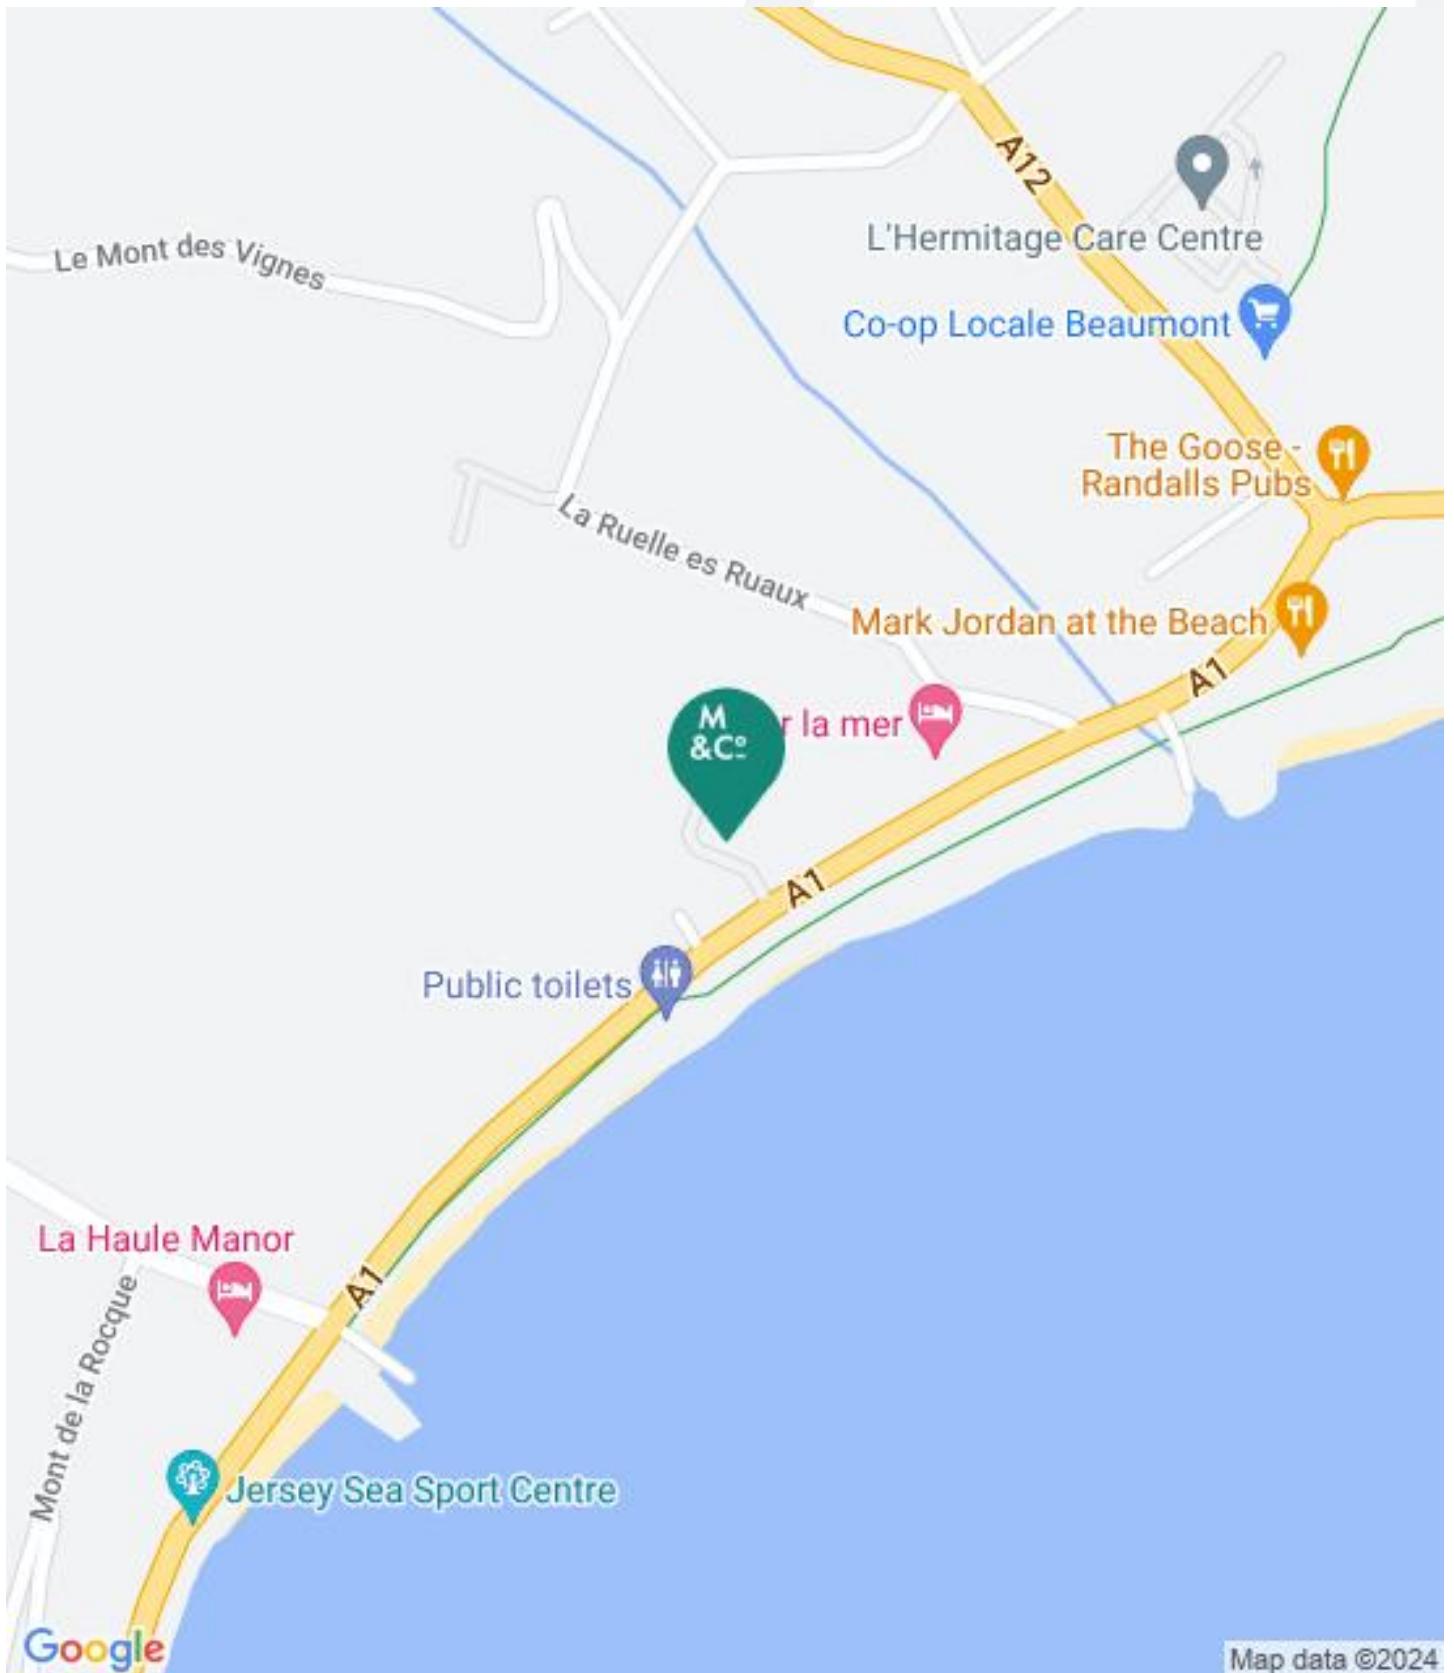 A12
L'Hermitage Care Centre
Le Mont des Vignes
Co-op Locale Beaumont
The Goose -
Randalls Pubs
La Ruelle es Ruaux
Mark Jordan at the Beach
A1
M
&Cº
r la mer
A1
Public toilets
La Haule Manor
A1
Mont de la Rocque
Jersey Sea Sport Centre
Google
Map data ©2024